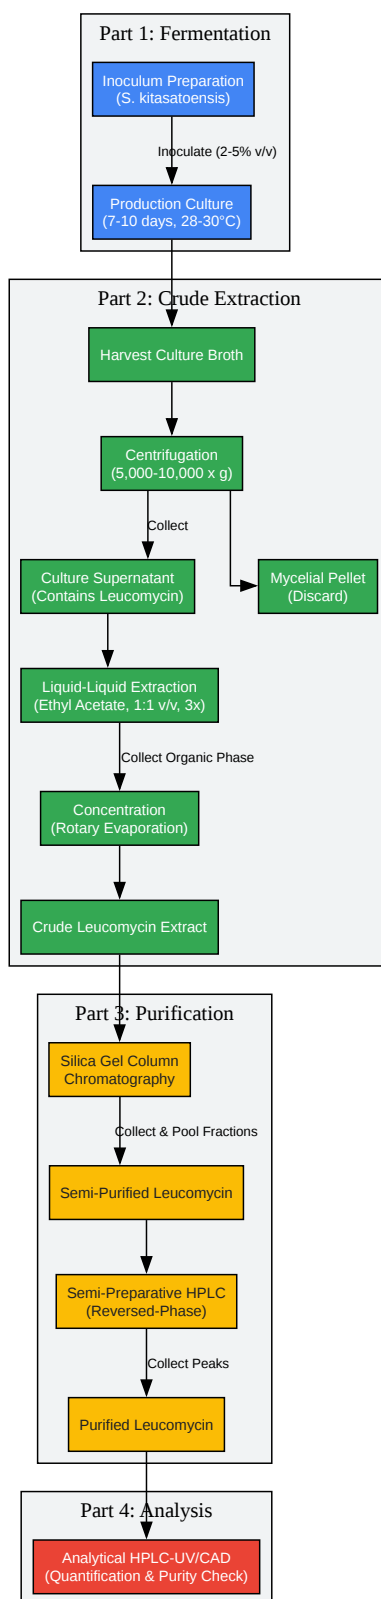 Part 1: Fermentation
Inoculum Preparation
(S. kitasatoensis)
Inoculate (2-5% v/v)
Production Culture
(7-10 days, 28-30°C)
Part 2: Crude Extraction
Harvest Culture Broth
Centrifugation
(5,000-10,000 x g)
Collect
Culture Supernatant
(Contains Leucomycin)
Mycelial Pellet
(Discard)
Liquid-Liquid Extraction
(Ethyl Acetate, 1:1 v/v, 3x)
Collect Organic Phase
Concentration
(Rotary Evaporation)
Crude Leucomycin Extract
Part 3: Purification
Silica Gel Column
Chromatography
Collect & Pool Fractions
Semi-Purified Leucomycin
Semi-Preparative HPLC
(Reversed-Phase)
Collect Peaks
Purified Leucomycin
Part 4: Analysis
Analytical HPLC-UV/CAD
(Quantification & Purity Check)